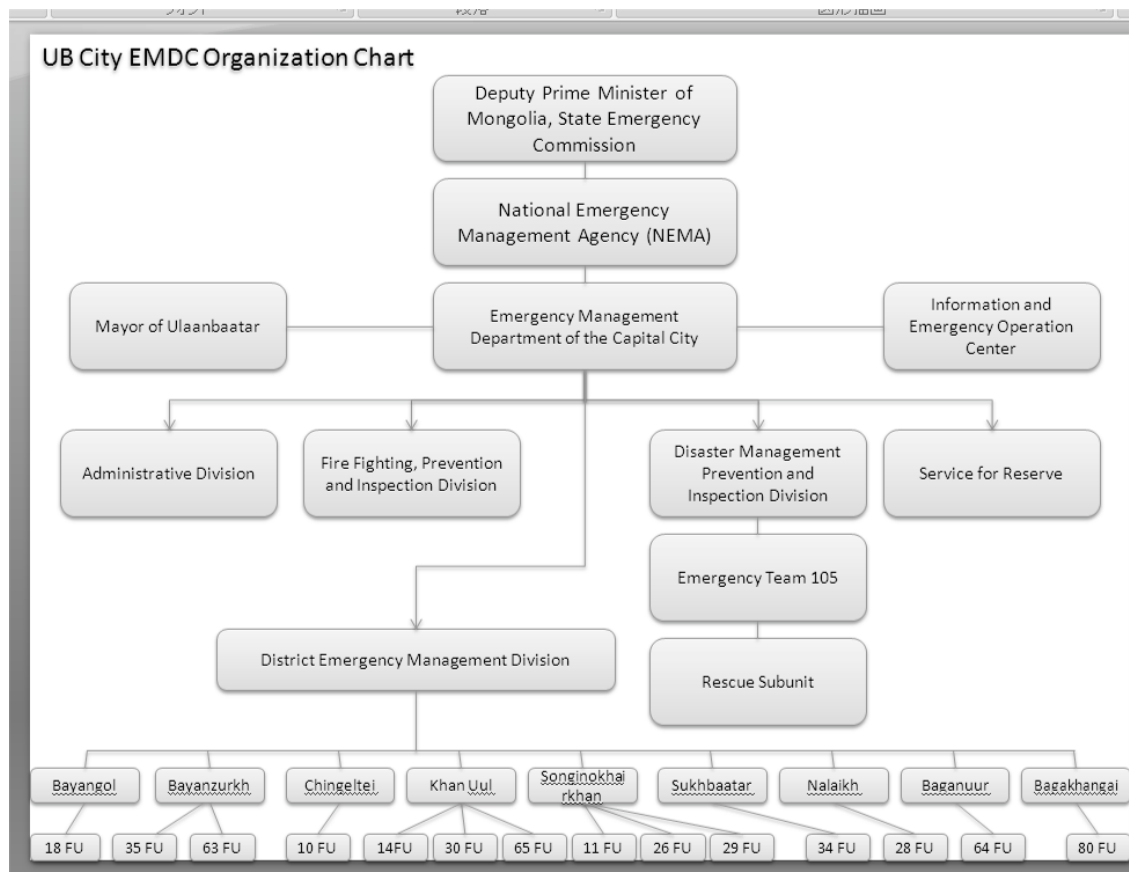 UB City EMDC Organization Chart
Deputy Prime Minister of
Mongolia, State Emergency
Commission
National Emergency
Management Agency (NEMA)
Mayor of Ulaanbaatar
Emergency Management
Department of the Capital City
Information and
Emergency Operation
Center
Administrative Division
Fire Fighting, Prevention
and Inspection Division
Disaster Management
Prevention and
Inspection Division
Service for Reserve
Emergency Team 105
District Emergency Management Division
Rescue Subunit
Bayangol
Bayanzurkh
Chingeltei
Khan Uul
Songinokhai
rkhan
Sukhbaatar
Nalaikh
Baganuur
Bagakhangai
18 FU
35 FU
63 FU
10 FU
14FU
30 FU
65 FU
11 FU
26 FU
29 FU
34 FU
28 FU
64 FU
80 FU